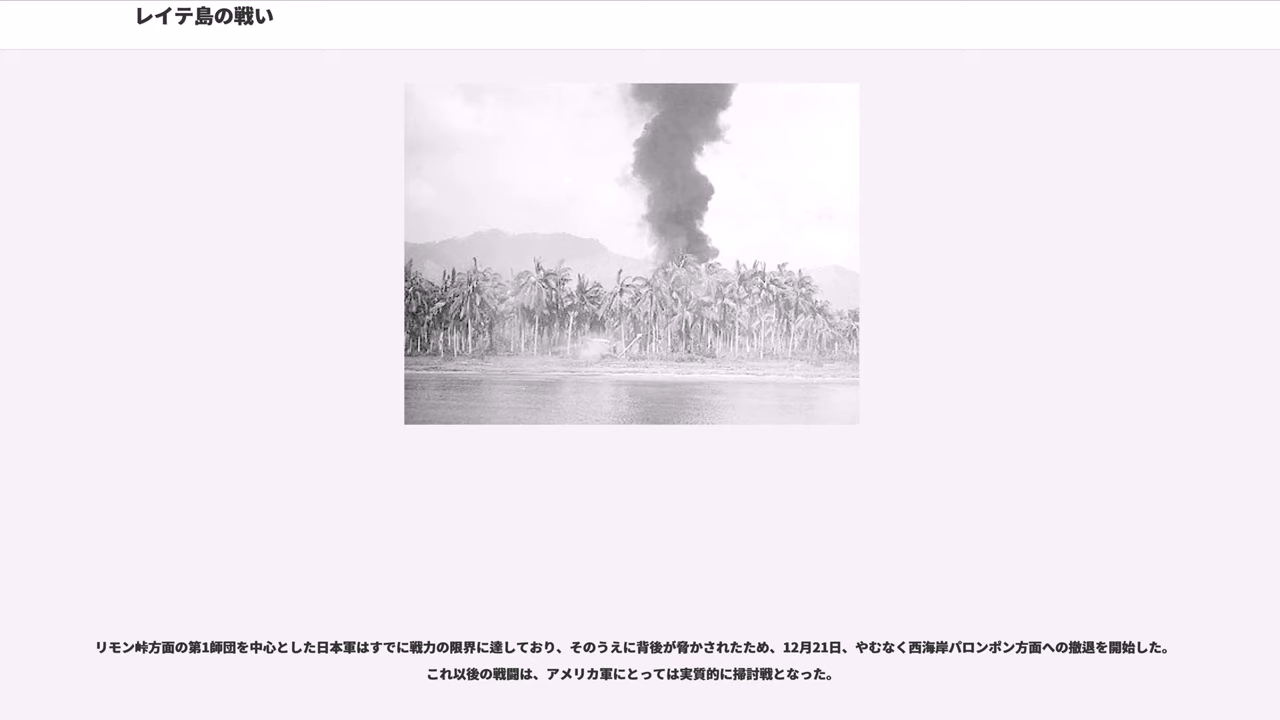 レイテ島の戦い
リモン峠方面の第1師団を中心とした日本軍はすでに戦力の限界に達しており、そのうえに背後が脅かされたため、12月21日、やむなく西海岸パロンポン方面への撤退を開始した。
これ以後の戦闘は、アメリカ軍にとっては実質的に掃討戦となった。